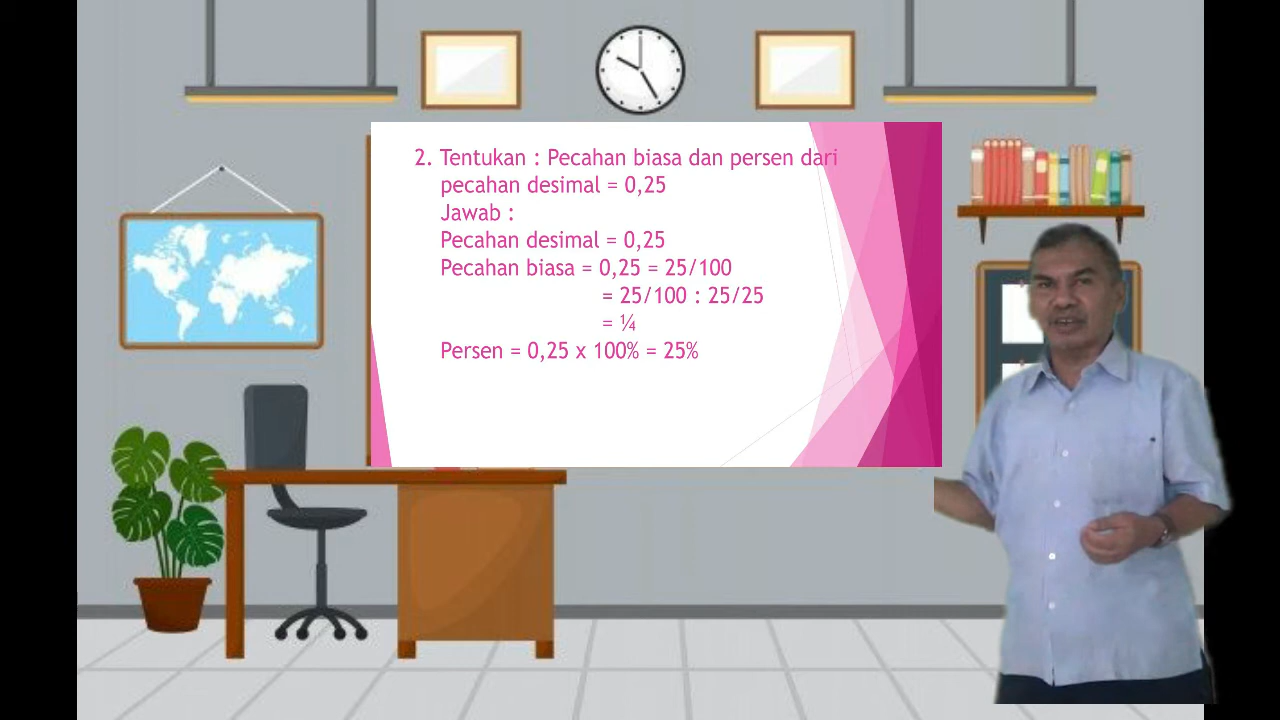 2. Tentukan : Pecahan biasa dan persen dari
pecahan desimal = 0,25
Jawab :
Pecahan desimal = 0,25
Pecahan biasa = 0,25 = 25/100
= 25/100 : 25/25
= ¼
Persen = 0,25 x 100% = 25%